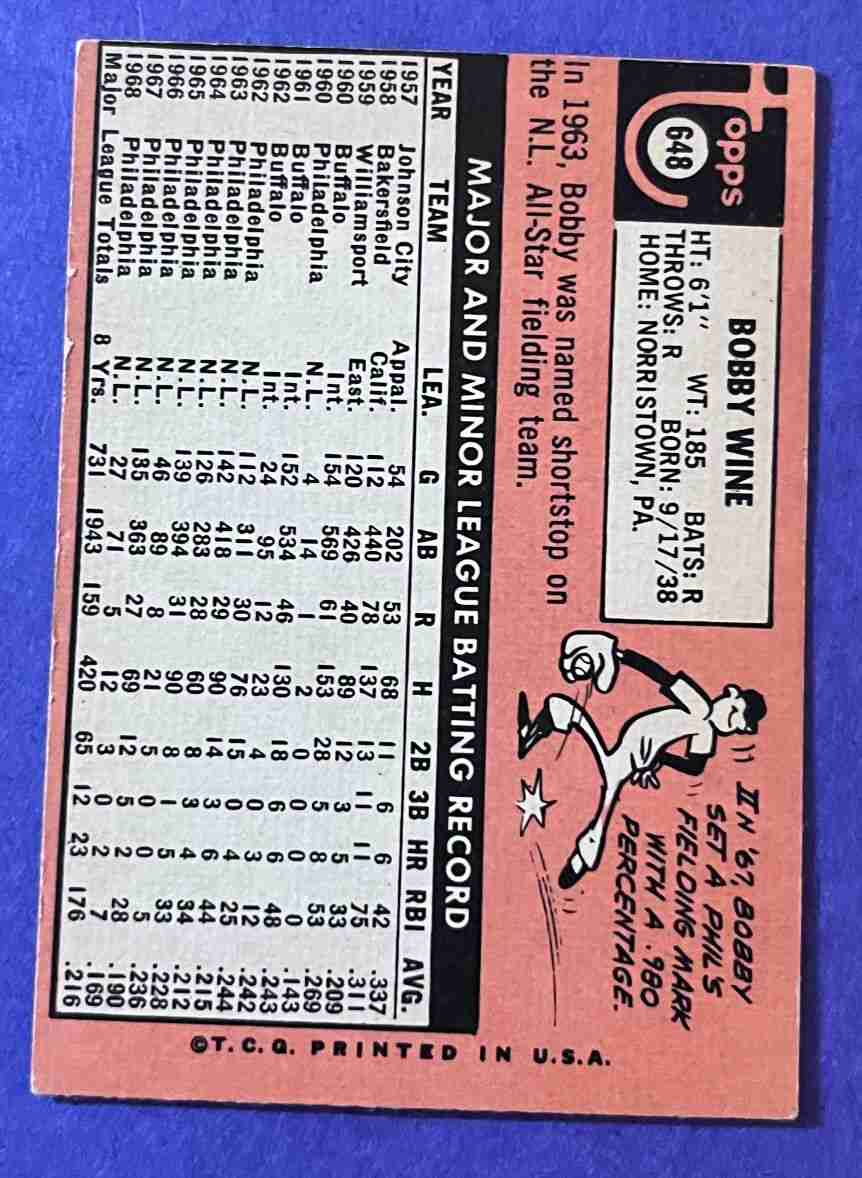 Topps
648
BOBBY WINE
HT: 6'1" WT: 185 BATS: R
THROWS: R BORN: 9/17/38
HOME: NORRISTOWN, PA.
In 1963, Bobby was named shortstop on
the N.L. All-Star fielding team.
IN '67, BOBBY
SET A PHIL'S
FIELDING MARK
WITH A .980
PERCENTAGE.
MAJOR AND MINOR LEAGUE BATTING RECORD
YEAR TEAM LEA. G AB R H 2B 3B HR RBI AVG.
1957 Johnson City Appal. 54 202 53 68 11 6 6 42 .337
1958 Bakersfield Calif. 112 440 78 137 13 11 11 75 .311
1959 Williamsport East. 120 426 40 89 12 3 5 33 .209
1960 Buffalo Int. 154 569 61 153 28 5 8 53 .269
1960 Philadelphia N.L. 4 14 1 2 0 0 0 0 .143
1961 Buffalo Int. 152 534 46 130 18 6 6 48 .243
1962 Buffalo Int. 24 95 12 23 4 0 3 12 .242
1962 Philadelphia N.L. 112 311 30 76 15 0 4 25 .244
1963 Philadelphia N.L. 142 418 29 90 14 3 6 44 .215
1964 Philadelphia N.L. 126 283 28 60 8 3 4 34 .212
1965 Philadelphia N.L. 139 394 31 90 8 1 5 33 .228
1966 Philadelphia N.L. 46 89 8 21 5 0 0 5 .236
1967 Philadelphia N.L. 135 363 27 69 12 5 2 28 .190
1968 Philadelphia N.L. 27 71 5 12 3 0 2 7 .169
Major League Totals 8 Yrs. 731 1943 159 420 65 12 23 176 .216
©T.C.G. PRINTED IN U.S.A.